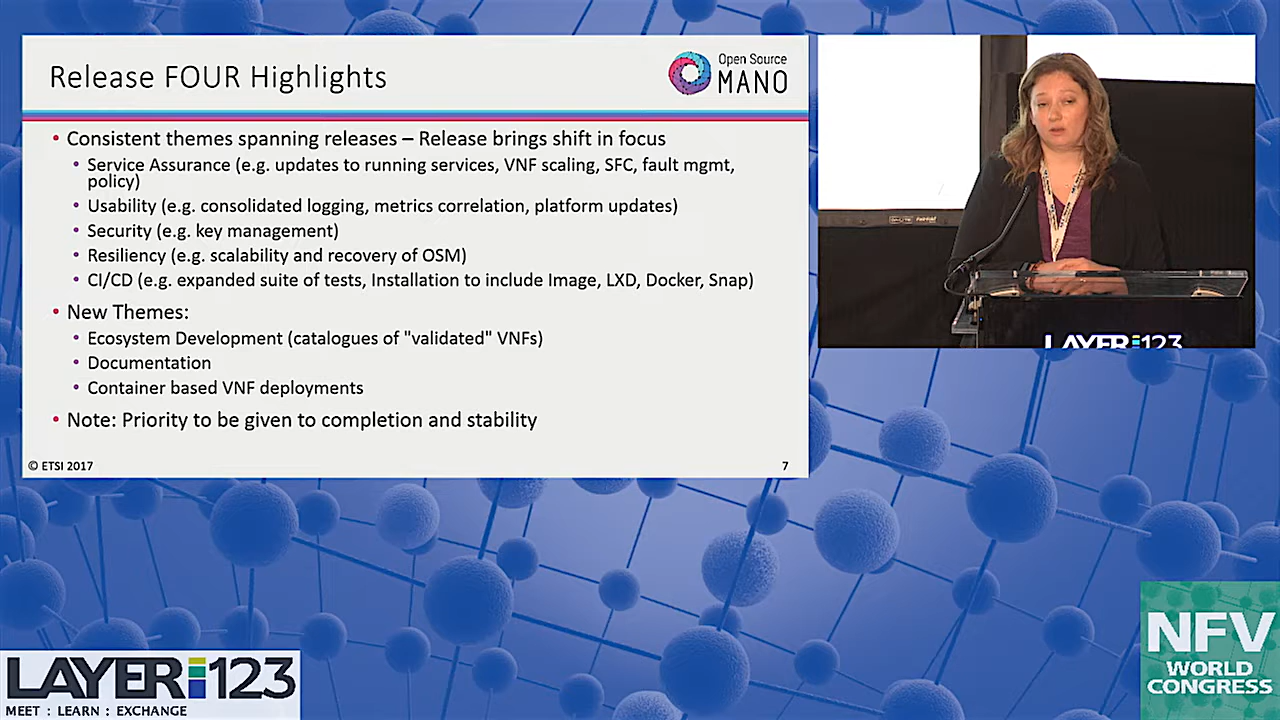 Release FOUR Highlights
Open Source
MANO
• Consistent themes spanning releases – Release brings shift in focus
• Service Assurance (e.g. updates to running services, VNF scaling, SFC, fault mgmt,
policy)
• Usability (e.g. consolidated logging, metrics correlation, platform updates)
• Security (e.g. key management)
• Resiliency (e.g. scalability and recovery of OSM)
• CI/CD (e.g. expanded suite of tests, Installation to include Image, LXD, Docker, Snap)
• New Themes:
• Ecosystem Development (catalogues of "validated" VNFs)
• Documentation
• Container based VNF deployments
• Note: Priority to be given to completion and stability
© ETSI 2017
7
LAYER:123
LAYER:123
MEET : LEARN : EXCHANGE
NFV
WORLD
CONGRESS